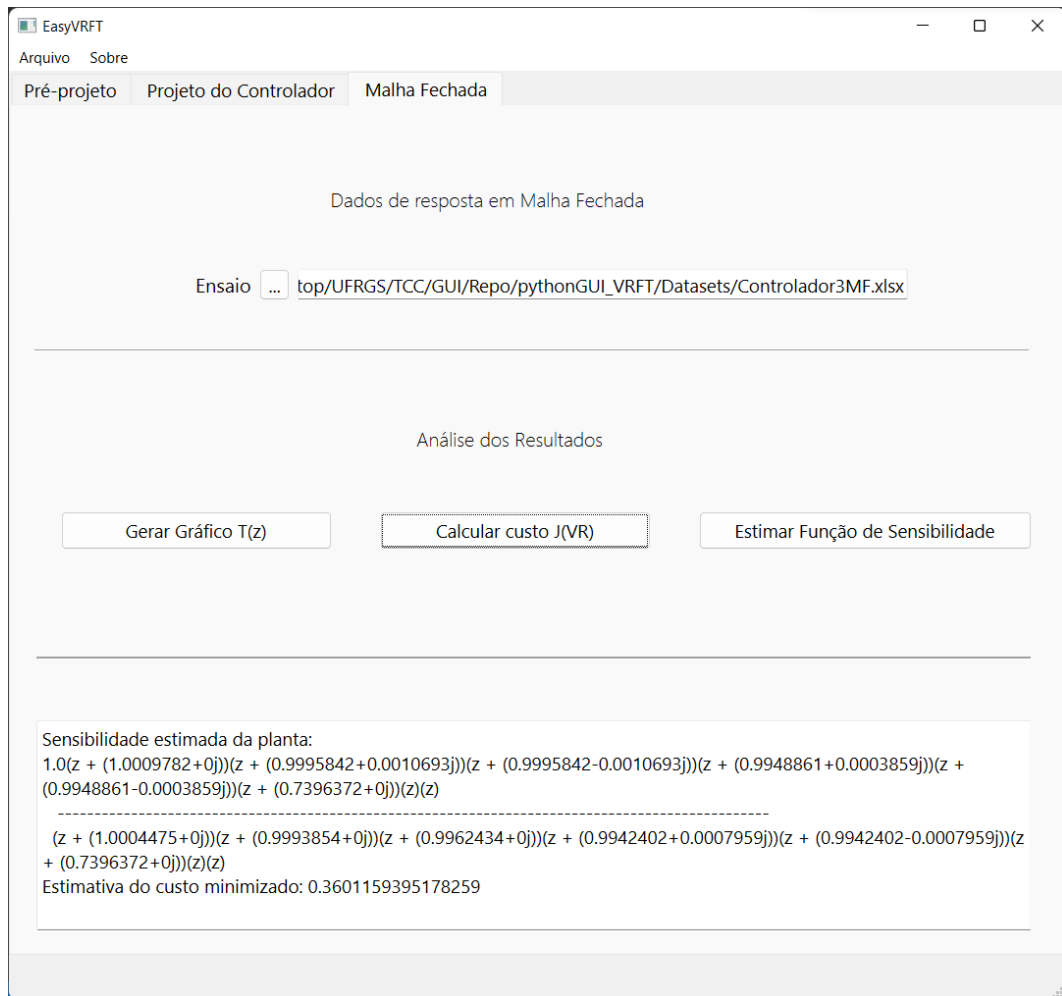 EasyVRFT
Arquivo Sobre
Pré-projeto Projeto do Controlador Malha Fechada
Dados de resposta em Malha Fechada
Ensaio ... top/UFRGS/TCC/GUI/Repo/pythonGUI_VRFT/Datasets/Controlador3MF.xlsx
Análise dos Resultados
Gerar Gráfico T(z) Calcular custo J(VR) Estimar Função de Sensibilidade
Sensibilidade estimada da planta:
1.0(z + (1.0009782+0j))(z + (0.9995842+0.0010693j))(z + (0.9995842-0.0010693j))(z + (0.9948861+0.0003859j))(z +
(0.9948861-0.0003859j))(z + (0.7396372+0j))(z)(z)
--------------------------------------------------------------------------------------------------
(z + (1.0004475+0j))(z + (0.9993854+0j))(z + (0.9962434+0j))(z + (0.9942402+0.0007959j))(z + (0.9942402-0.0007959j))(z
+ (0.7396372+0j))(z)(z)
Estimativa do custo minimizado: 0.3601159395178259